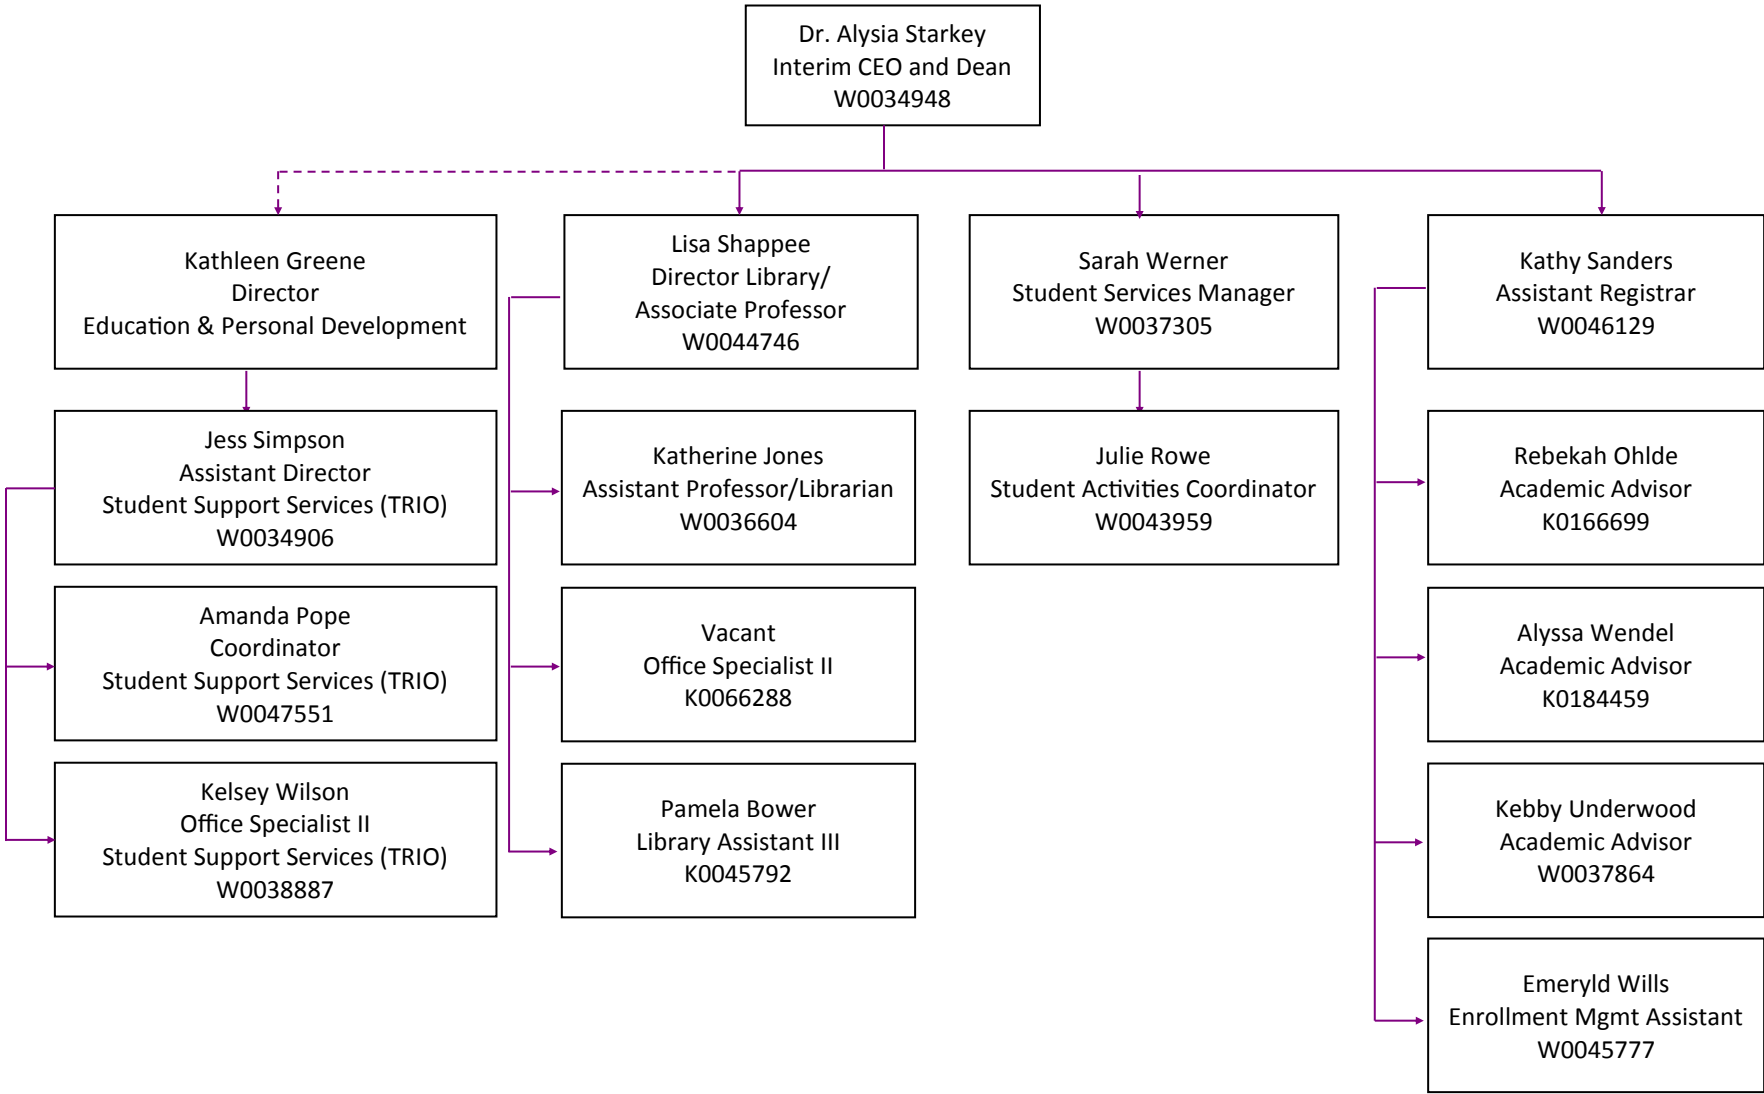 Dr. Alysia Starkey
Interim CEO and Dean
W0034948
Kathleen Greene
Director
Education & Personal Development
Lisa Shappee
Director Library/
Associate Professor
W0044746
Sarah Werner
Student Services Manager
W0037305
Kathy Sanders
Assistant Registrar
W0046129
Jess Simpson
Assistant Director
Student Support Services (TRIO)
W0034906
Katherine Jones
Assistant Professor/Librarian
W0036604
Julie Rowe
Student Activities Coordinator
W0043959
Rebekah Ohlde
Academic Advisor
K0166699
Amanda Pope
Coordinator
Student Support Services (TRIO)
W0047551
Vacant
Office Specialist II
K0066288
Alyssa Wendel
Academic Advisor
K0184459
Kelsey Wilson
Office Specialist II
Student Support Services (TRIO)
W0038887
Pamela Bower
Library Assistant III
K0045792
Kebby Underwood
Academic Advisor
W0037864
Emeryld Wills
Enrollment Mgmt Assistant
W0045777